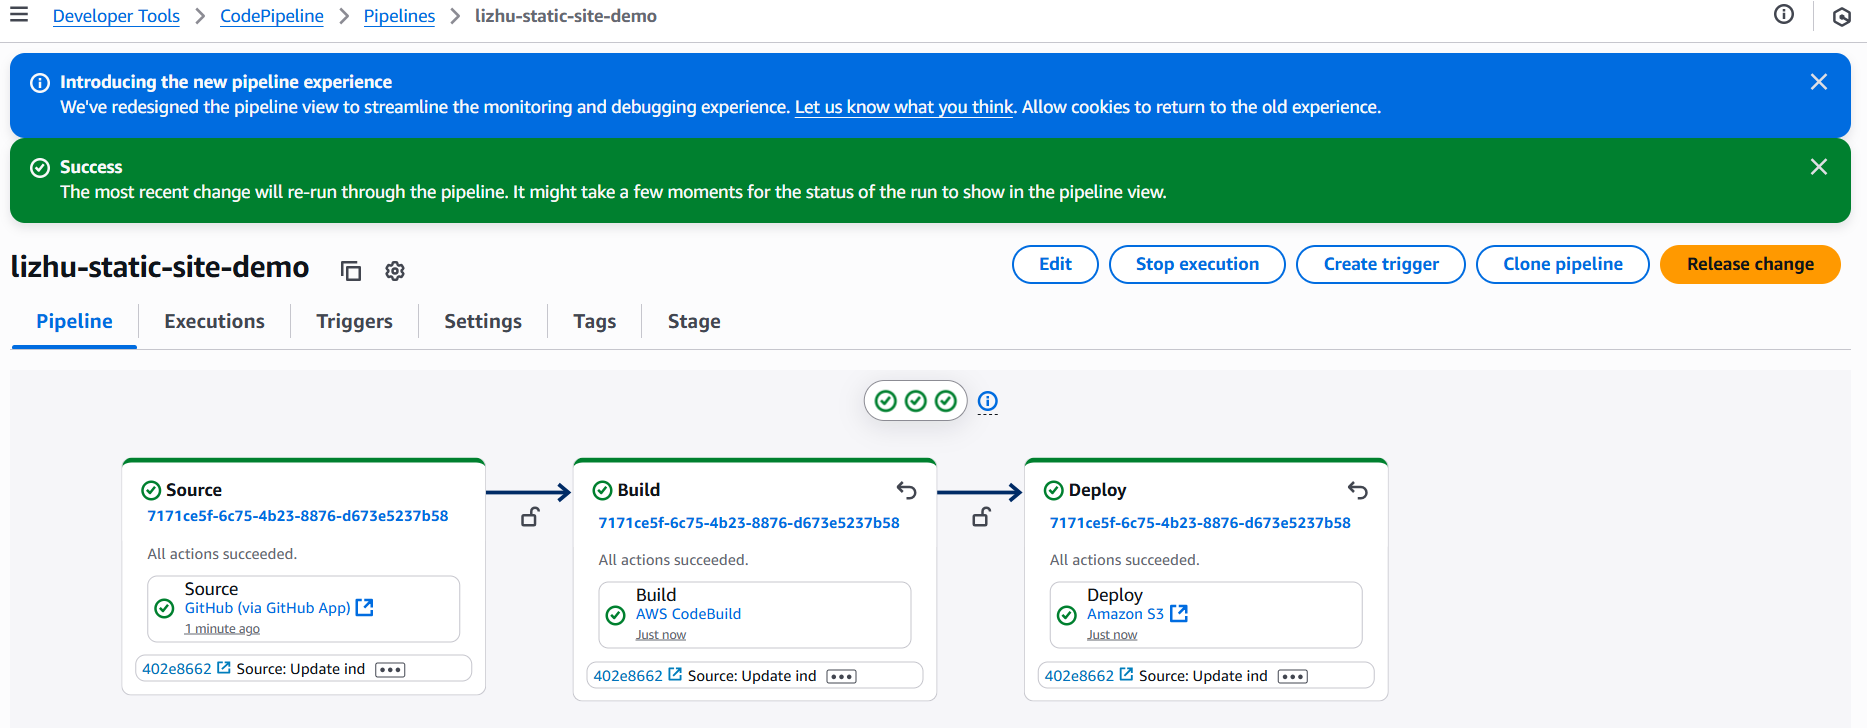 Developer Tools > CodePipeline > Pipelines > lizhu-static-site-demo
Introducing the new pipeline experience
We've redesigned the pipeline view to streamline the monitoring and debugging experience. Let us know what you think. Allow cookies to return to the old experience.
Success
The most recent change will re-run through the pipeline. It might take a few moments for the status of the run to show in the pipeline view.
lizhu-static-site-demo
Edit
Stop execution
Create trigger
Clone pipeline
Release change
Pipeline
Executions
Triggers
Settings
Tags
Stage
Source
7171ce5f-6c75-4b23-8876-d673e5237b58
All actions succeeded.
Source
GitHub (via GitHub App)
1 minute ago
402e8662 Source: Update ind
Build
7171ce5f-6c75-4b23-8876-d673e5237b58
All actions succeeded.
Build
AWS CodeBuild
Just now
402e8662 Source: Update ind
Deploy
7171ce5f-6c75-4b23-8876-d673e5237b58
All actions succeeded.
Deploy
Amazon S3
Just now
402e8662 Source: Update ind